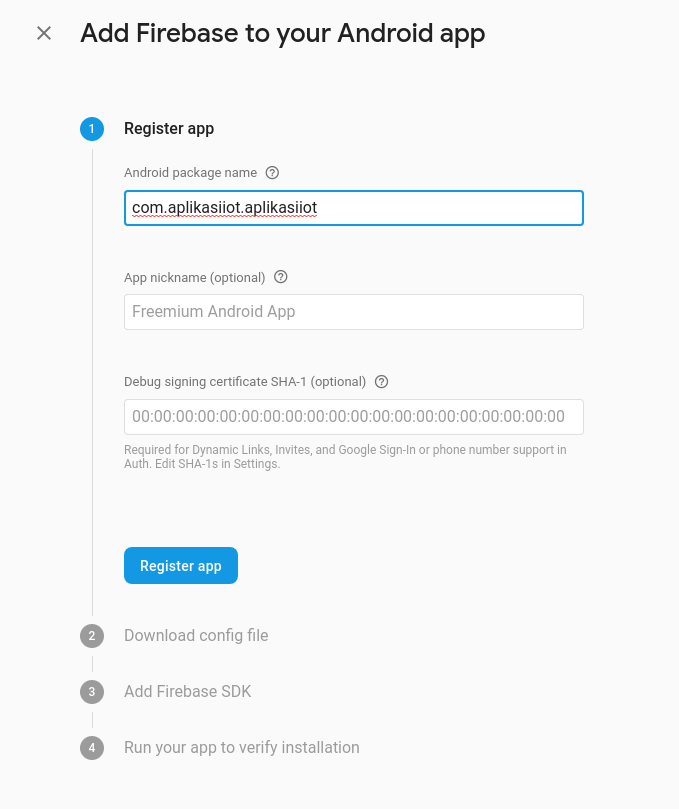 Add Firebase to your Android app
1 Register app
Android package name ?
com.aplikasiiot.aplikasiiot
App nickname (optional) ?
Freemium Android App
Debug signing certificate SHA-1 (optional) ?
00:00:00:00:00:00:00:00:00:00:00:00:00:00:00:00:00:00:00:00
Required for Dynamic Links, Invites, and Google Sign-In or phone number support in
Auth. Edit SHA-1s in Settings.
Register app
2 Download config file
3 Add Firebase SDK
4 Run your app to verify installation